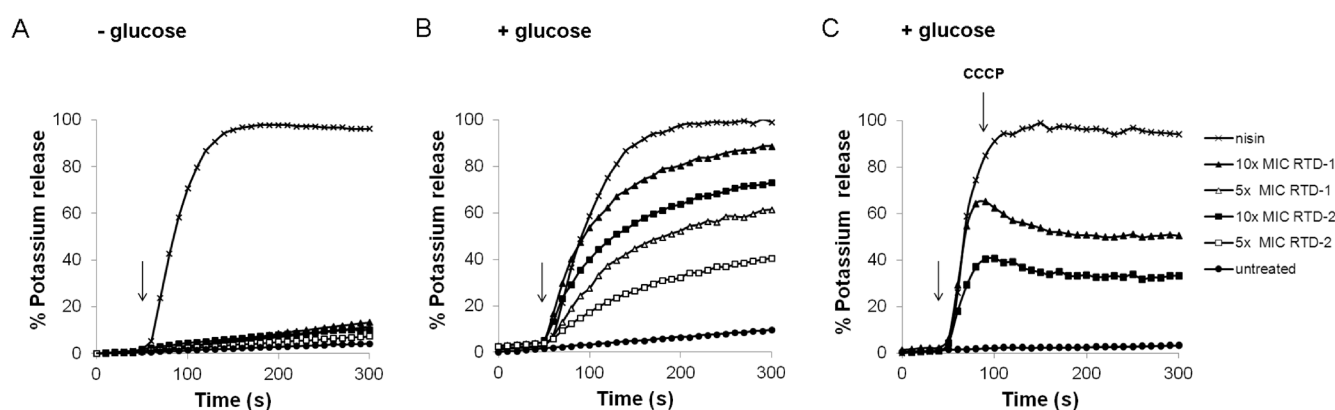 A - glucose
% Potassium release
100
80
60
40
20
0
0 100 200 300
Time (s)
B + glucose
% Potassium release
100
80
60
40
20
0
0 100 200 300
Time (s)
C + glucose
CCCP
% Potassium release
100
80
60
40
20
0
0 100 200 300
Time (s)
nisin
10x MIC RTD-1
5x MIC RTD-1
10x MIC RTD-2
5x MIC RTD-2
untreated